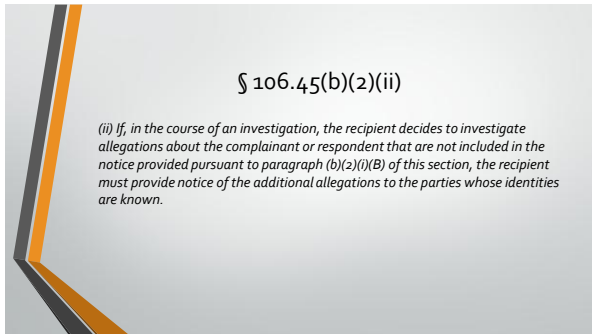 § 106.45(b)(2)(ii)
(ii) If, in the course of an investigation, the recipient decides to investigate
allegations about the complainant or respondent that are not included in the
notice provided pursuant to paragraph (b)(2)(i)(B) of this section, the recipient
must provide notice of the additional allegations to the parties whose identities
are known.